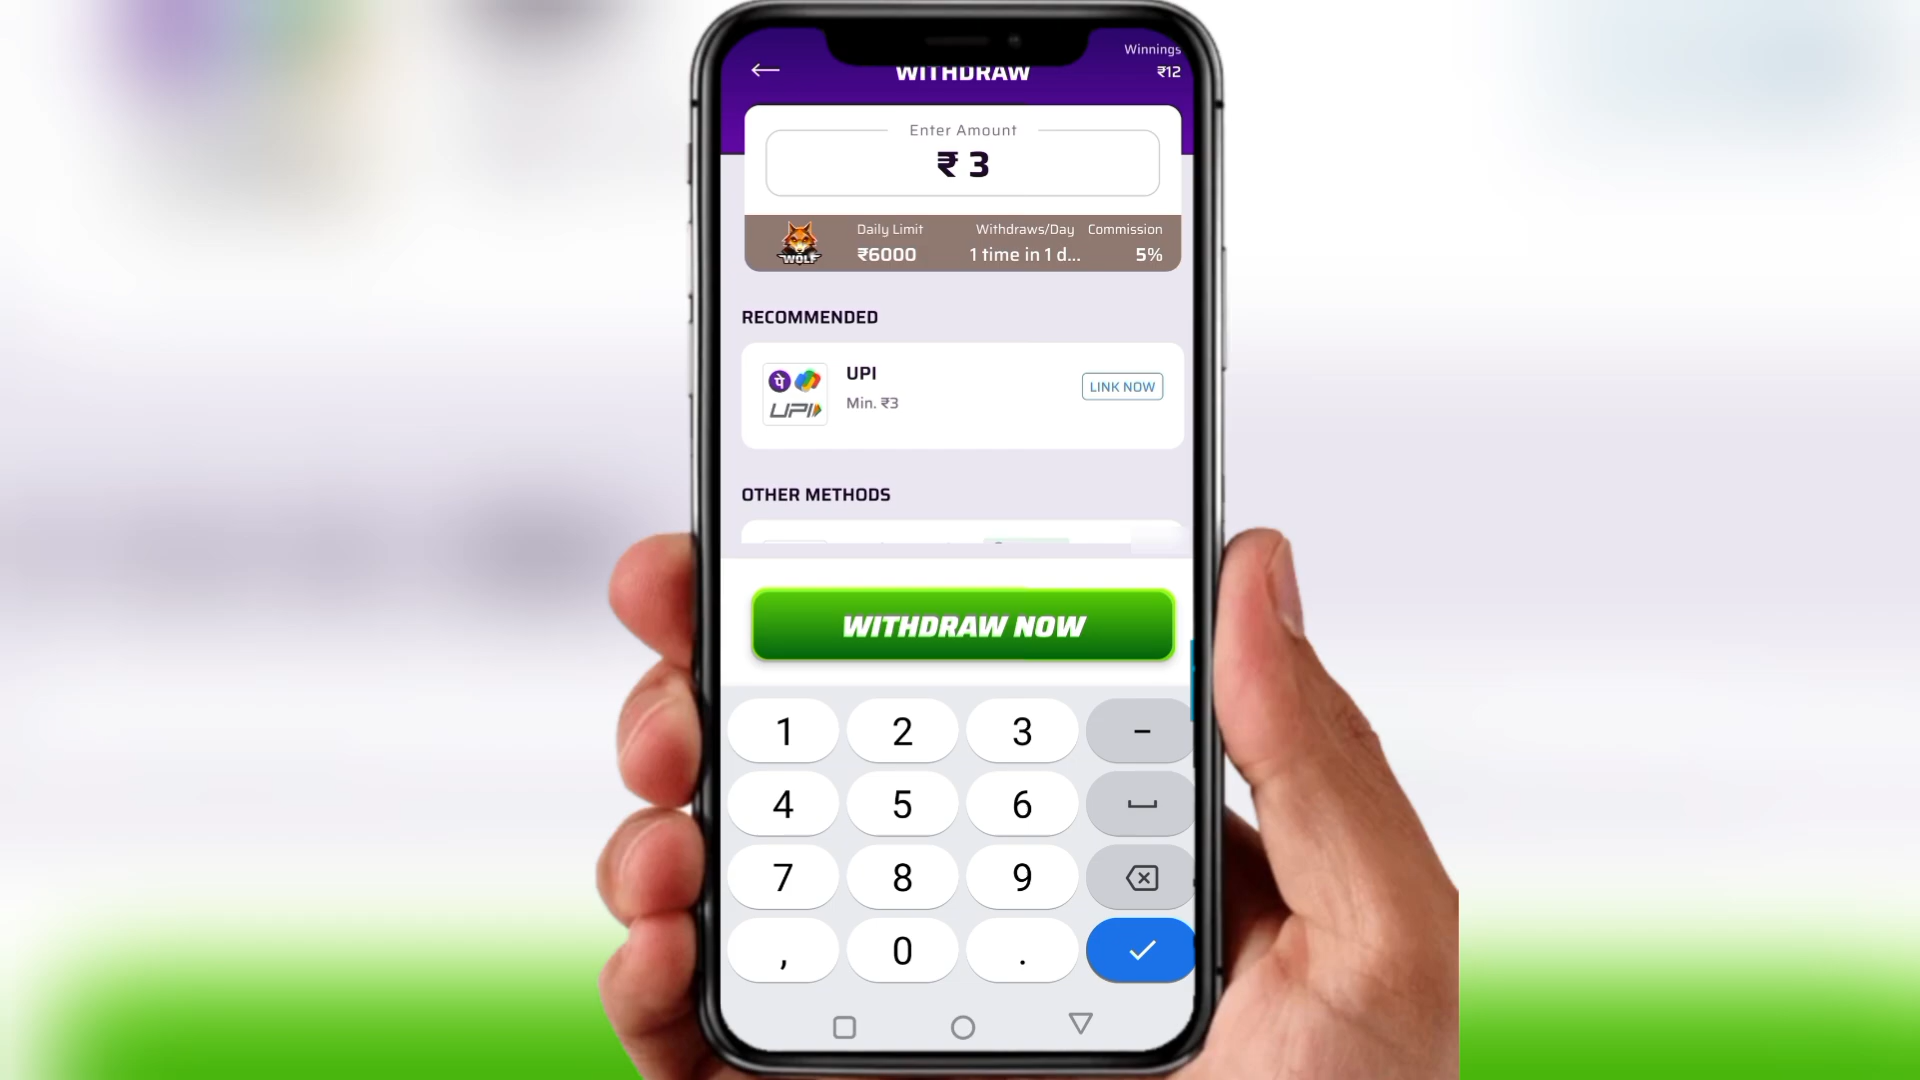 Winnings
WITHDRAW
₹12
Enter Amount
₹ 3
Daily Limit
Withdraws/Day
Commission
WOLF
₹6000
1 time in 1 d...
5%
RECOMMENDED
पे
UPI
UPI
Min. ₹3
LINK NOW
OTHER METHODS
WITHDRAW NOW
1 2 3 -
4 5 6
7 8 9
, 0 .